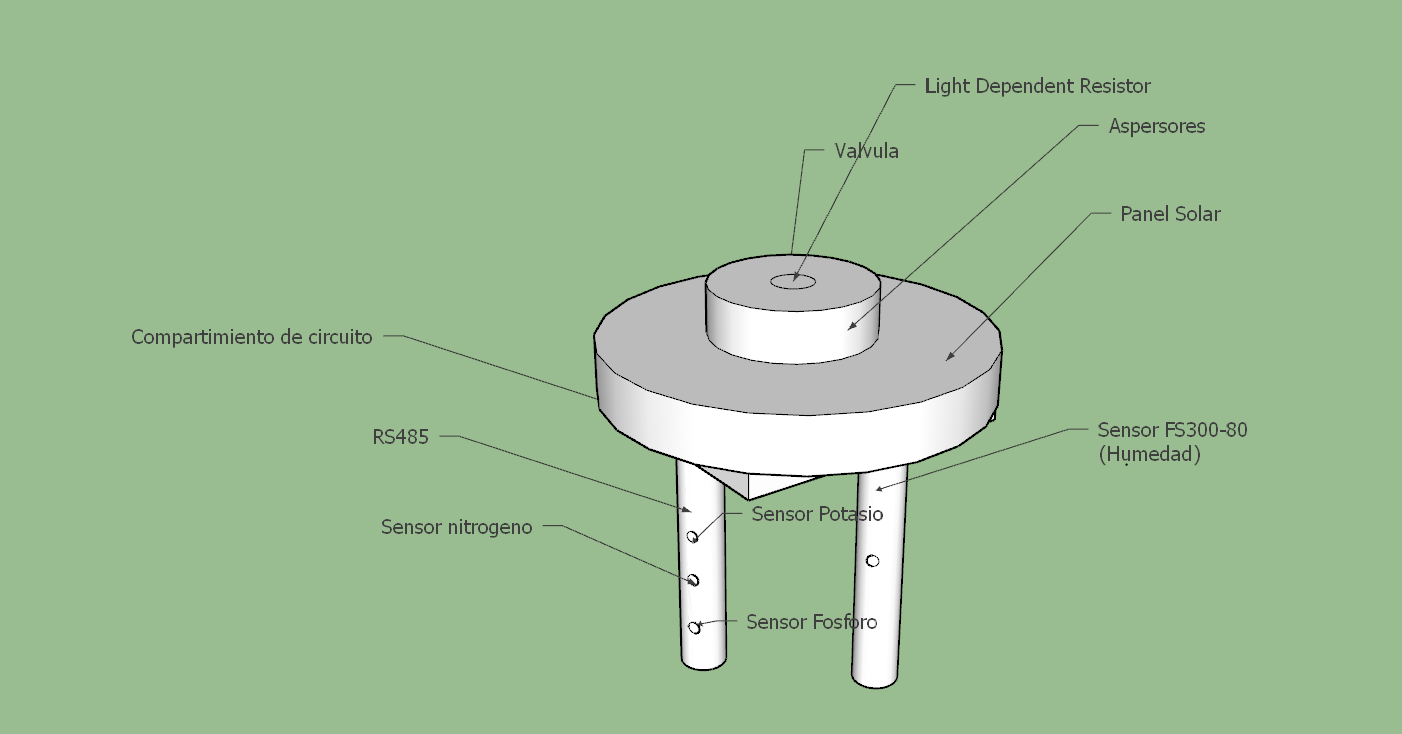 Light Dependent Resistor
Aspersores
Valvula
Panel Solar
Compartimiento de circuito
RS485
Sensor FS300-80
(Humedad)
Sensor Potasio
Sensor nitrogeno
Sensor Fosforo